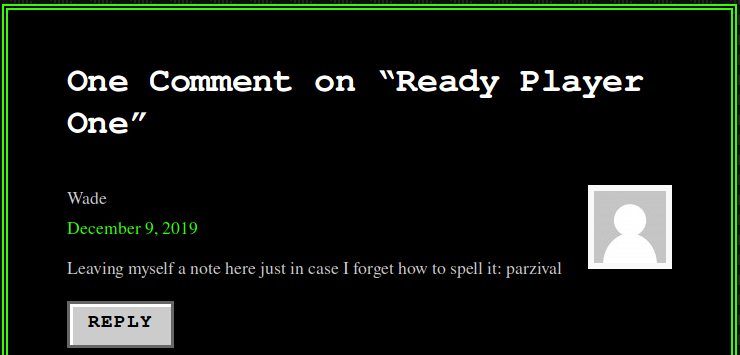 One Comment on “Ready Player
One”
Wade
December 9, 2019
Leaving myself a note here just in case I forget how to spell it: parzival
REPLY